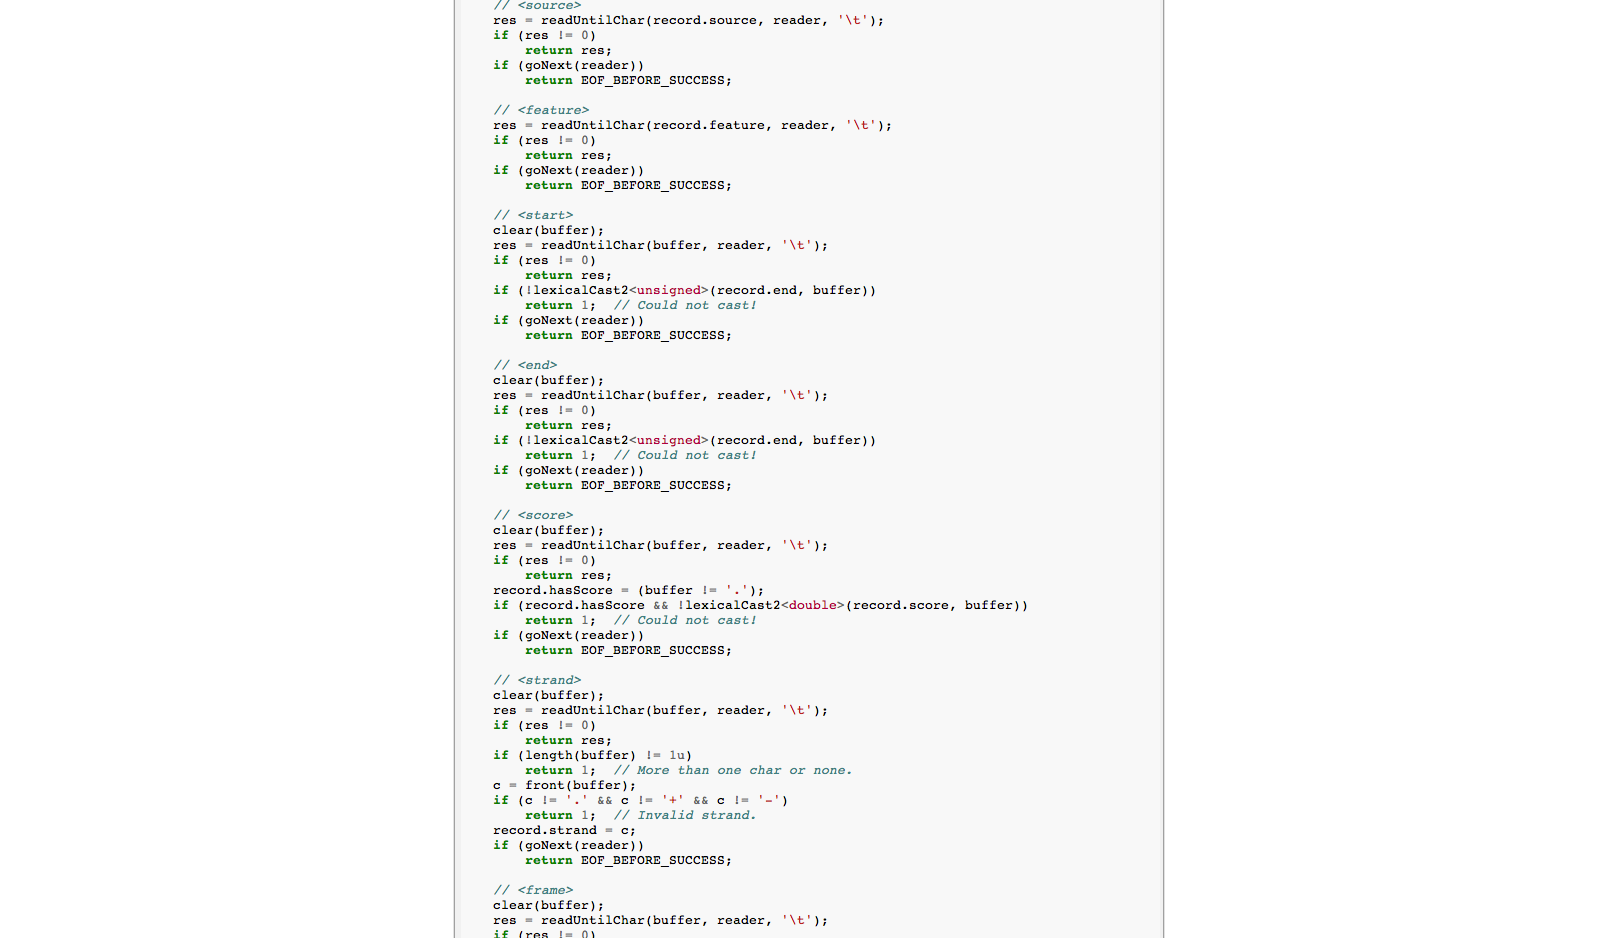 // <source>
res = readUntilChar(record.source, reader, '\t');
if (res != 0)
    return res;
if (goNext(reader))
    return EOF_BEFORE_SUCCESS;

// <feature>
res = readUntilChar(record.feature, reader, '\t');
if (res != 0)
    return res;
if (goNext(reader))
    return EOF_BEFORE_SUCCESS;

// <start>
clear(buffer);
res = readUntilChar(buffer, reader, '\t');
if (res != 0)
    return res;
if (!lexicalCast2<unsigned>(record.end, buffer))
    return 1;  // Could not cast!
if (goNext(reader))
    return EOF_BEFORE_SUCCESS;

// <end>
clear(buffer);
res = readUntilChar(buffer, reader, '\t');
if (res != 0)
    return res;
if (!lexicalCast2<unsigned>(record.end, buffer))
    return 1;  // Could not cast!
if (goNext(reader))
    return EOF_BEFORE_SUCCESS;

// <score>
clear(buffer);
res = readUntilChar(buffer, reader, '\t');
if (res != 0)
    return res;
record.hasScore = (buffer != '.');
if (record.hasScore && !lexicalCast2<double>(record.score, buffer))
    return 1;  // Could not cast!
if (goNext(reader))
    return EOF_BEFORE_SUCCESS;

// <strand>
clear(buffer);
res = readUntilChar(buffer, reader, '\t');
if (res != 0)
    return res;
if (length(buffer) != 1u)
    return 1;  // More than one char or none.
c = front(buffer);
if (c != '.' && c != '+' && c != '-')
    return 1;  // Invalid strand.
record.strand = c;
if (goNext(reader))
    return EOF_BEFORE_SUCCESS;

// <frame>
clear(buffer);
res = readUntilChar(buffer, reader, '\t');
if (res != 0)